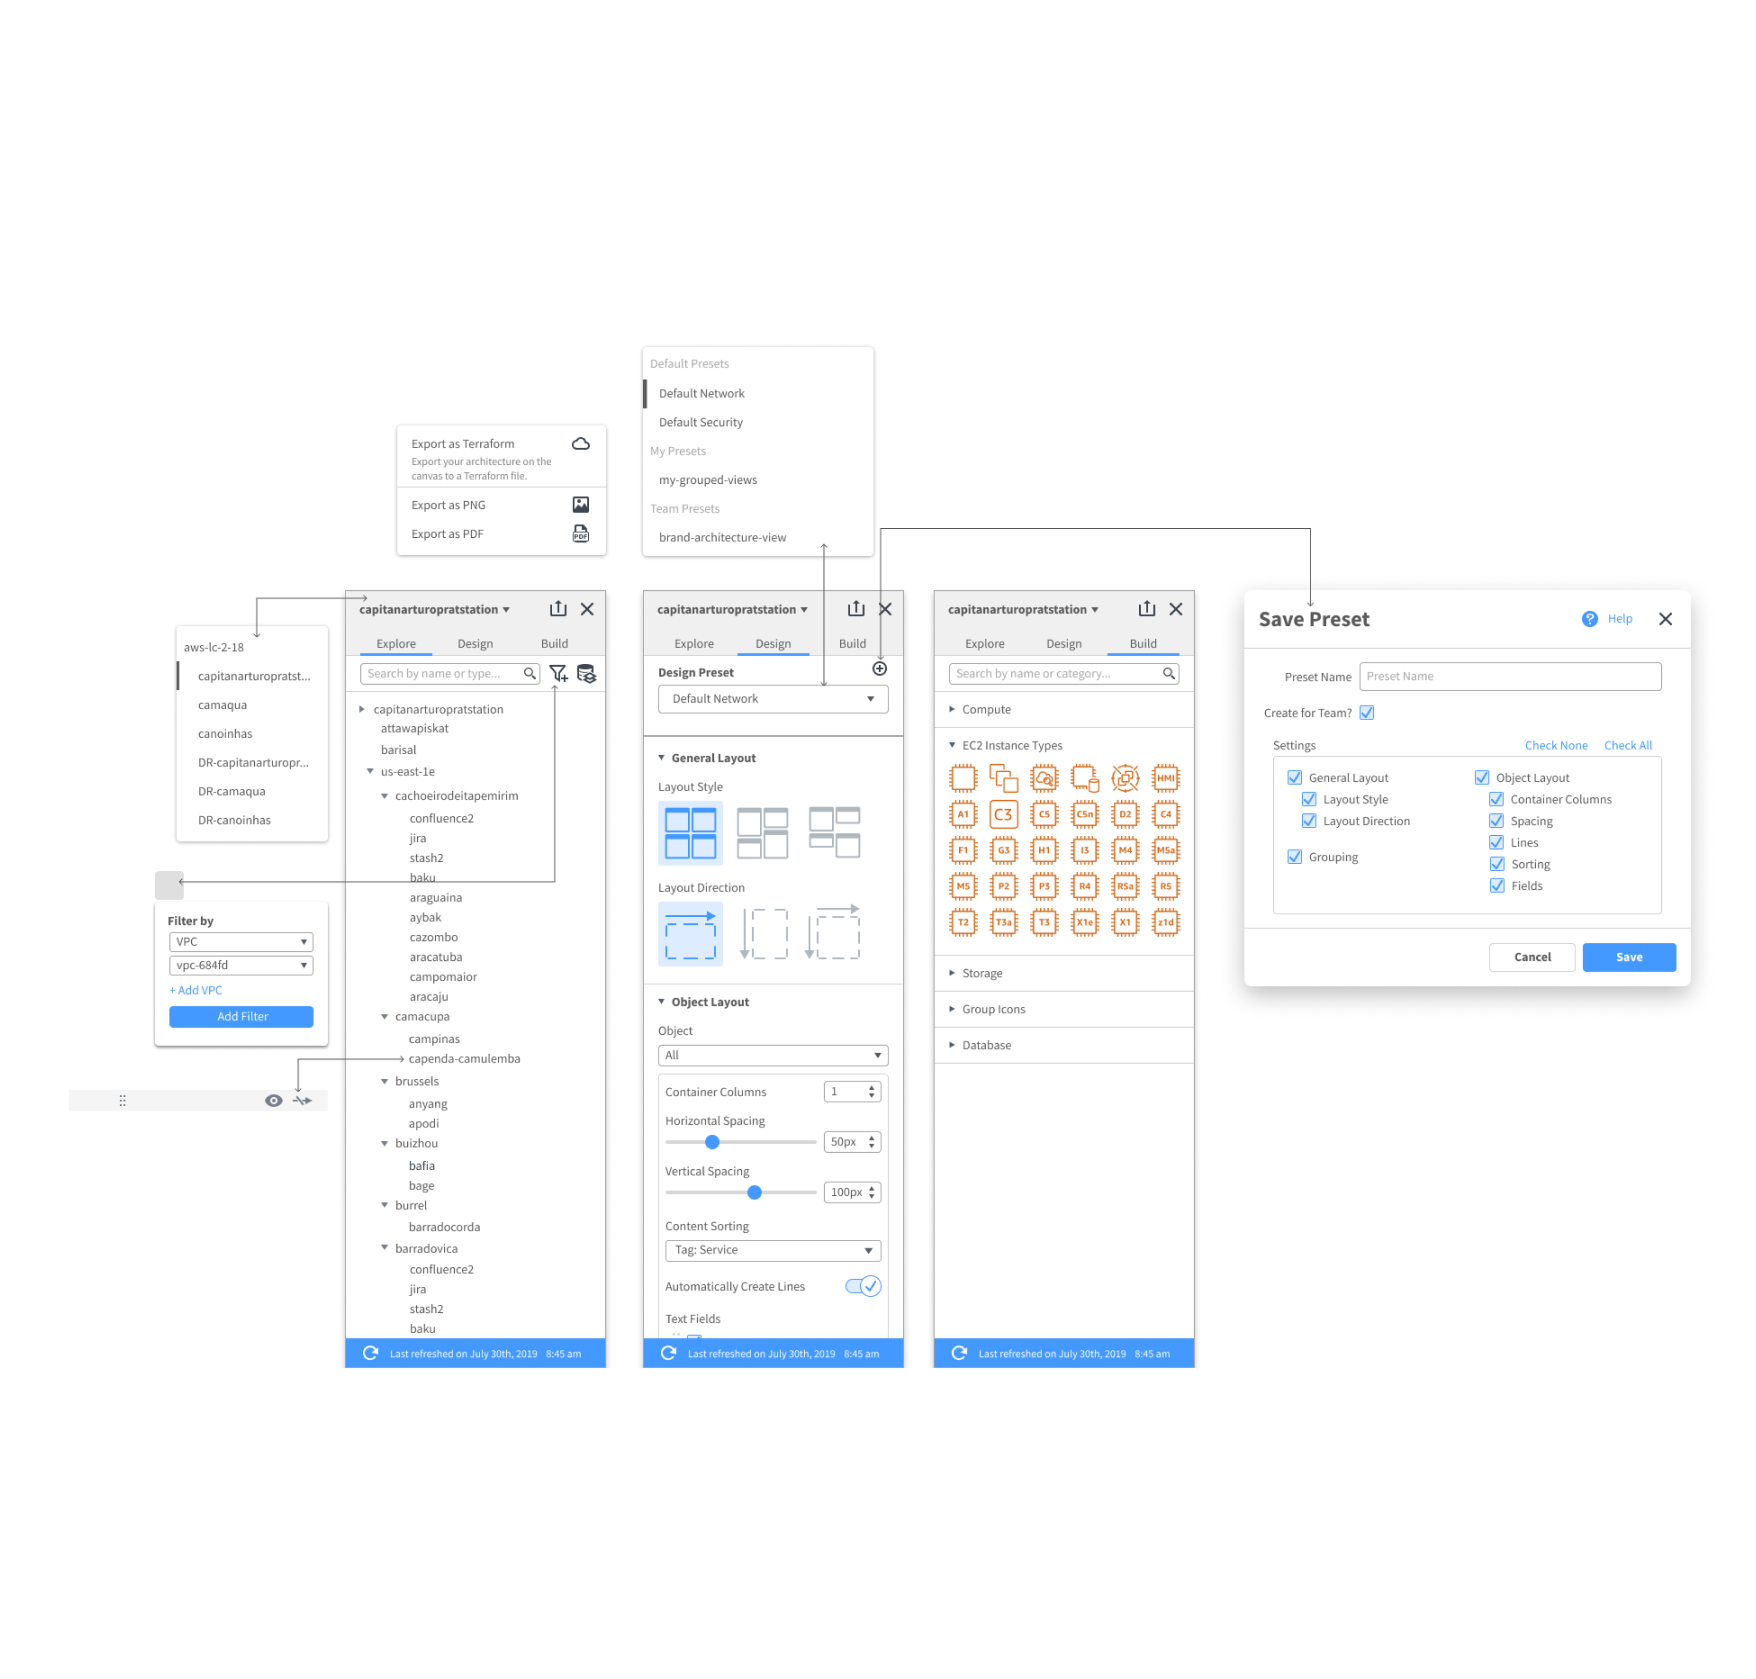 Default Presets
Default Network
Default Security
My Presets
my-grouped-views
Team Presets
brand-architecture-view
Export as Terraform
Export your architecture on the
canvas to a Terraform file.
Export as PNG
Export as PDF
PDF
aws-lc-2-18
capitanarturopratst...
camaqua
canoinhas
DR-capitanarturopr...
DR-camaqua
DR-canoinhas
Filter by
VPC
vpc-684fd
+ Add VPC
Add Filter
capitanarturopratstation
Explore Design Build
Search by name or type...
capitanarturopratstation
attawapiskat
barisal
us-east-1e
cachoeirodeitapemirim
confluence2
jira
stash2
baku
araguaina
aybak
cazombo
aracatuba
campomaior
aracaju
camacupa
campinas
capenda-camulemba
brussels
anyang
apodi
buizhou
bafia
bage
burrel
barradocorda
barradovica
confluence2
jira
stash2
baku
Last refreshed on July 30th, 2019 8:45 am
capitanarturopratstation
Explore Design Build
Design Preset
Default Network
General Layout
Layout Style
Layout Direction
Object Layout
Object
All
Container Columns 1
Horizontal Spacing
50px
Vertical Spacing
100px
Content Sorting
Tag: Service
Automatically Create Lines
Text Fields
Last refreshed on July 30th, 2019 8:45 am
capitanarturopratstation
Explore Design Build
Search by name or category...
Compute
EC2 Instance Types
HMI
A1 C3 C5 C5n D2 C4
F1 G3 H1 I3 M4 M5a
M5 P2 P3 R4 R5a R5
T2 T3a T3 X1e X1 z1d
Storage
Group Icons
Database
Last refreshed on July 30th, 2019 8:45 am
Save Preset
? Help
Preset Name Preset Name
Create for Team?
Settings Check None Check All
General Layout
Layout Style
Layout Direction
Grouping
Object Layout
Container Columns
Spacing
Lines
Sorting
Fields
Cancel Save